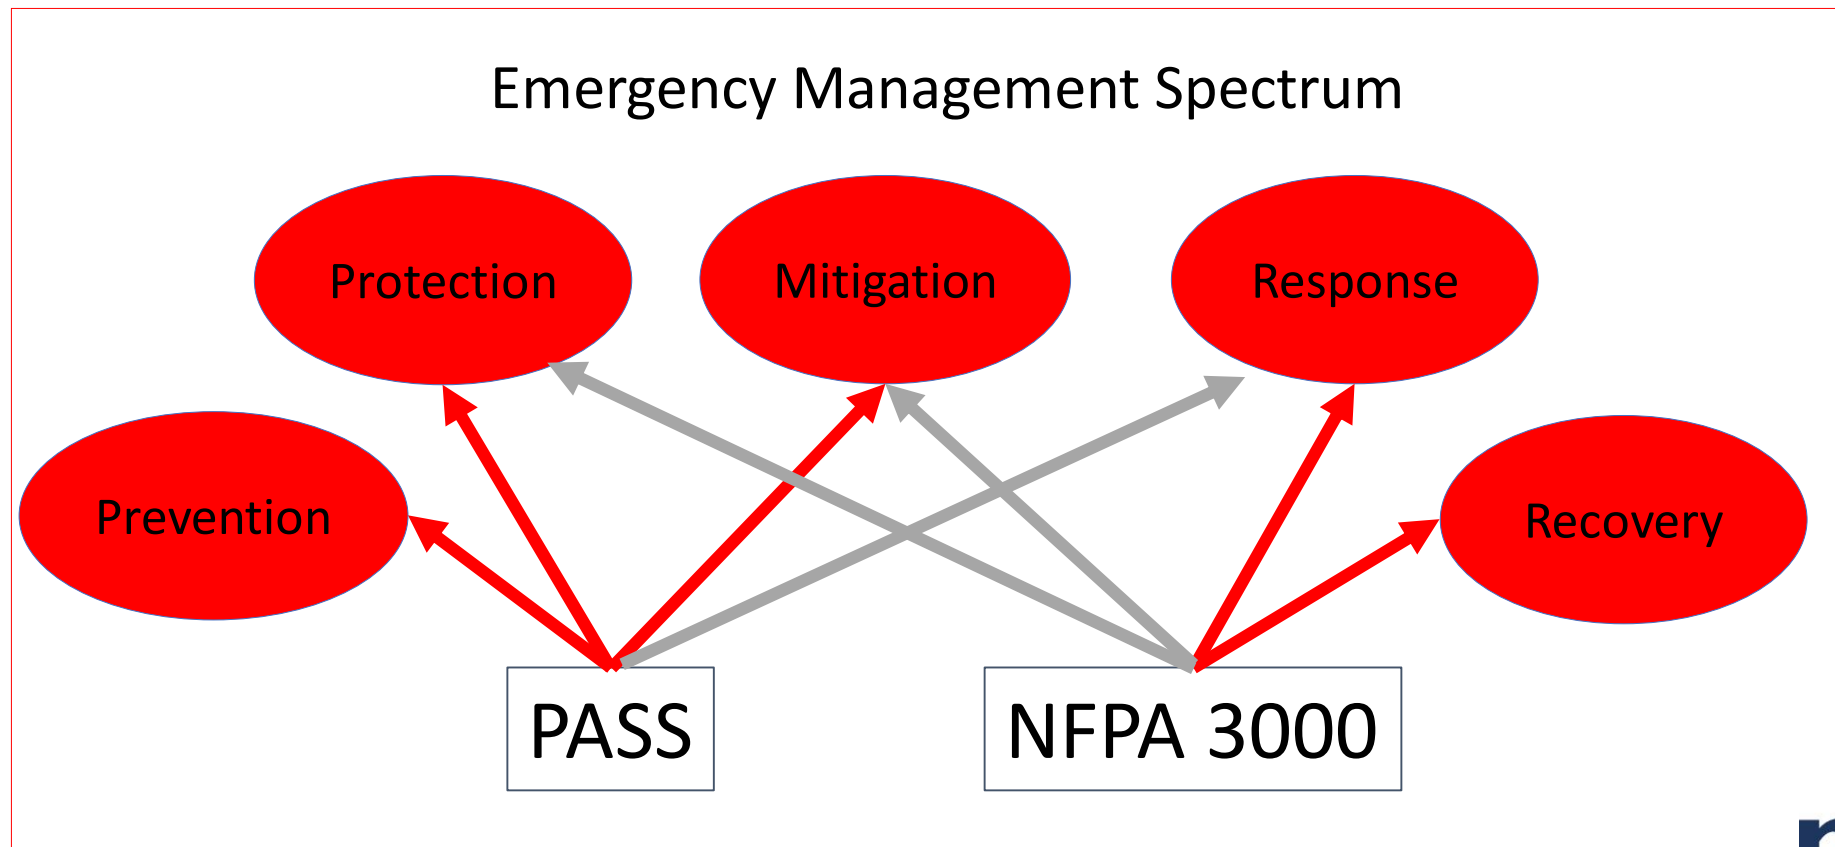 Emergency Management Spectrum
Protection
Mitigation
Response
Prevention
Recovery
PASS
NFPA 3000